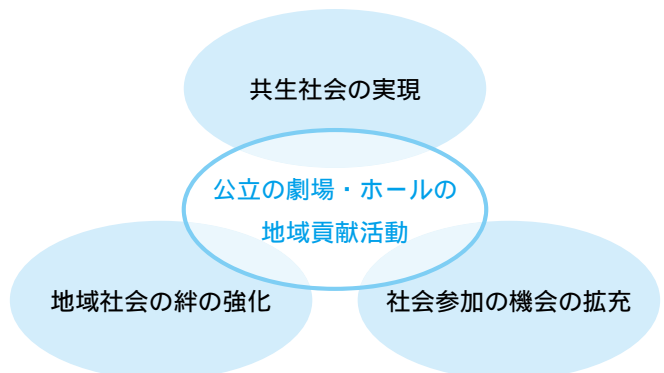 共生社会の実現
公立の劇場・ホールの
地域貢献活動
地域社会の絆の強化
社会参加の機会の拡充